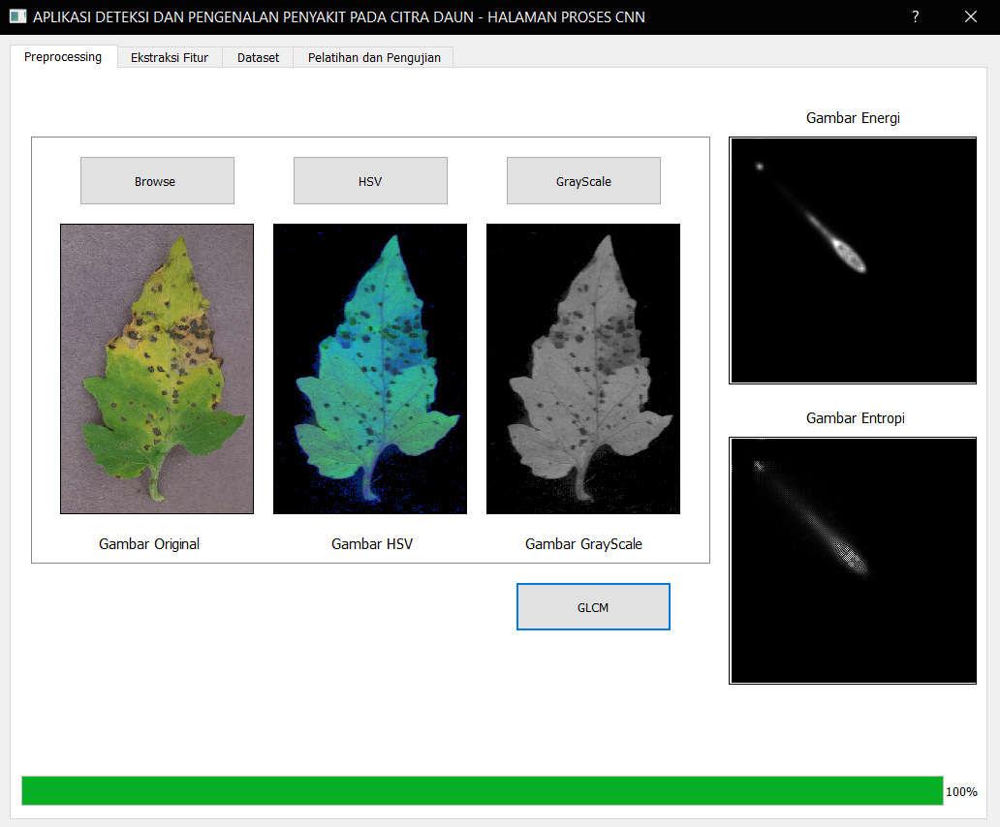 APLIKASI DETEKSI DAN PENGENALAN PENYAKIT PADA CITRA DAUN - HALAMAN PROSES CNN
Preprocessing
Ekstraksi Fitur
Dataset
Pelatihan dan Pengujian
Browse
HSV
GrayScale
Gambar Original
Gambar HSV
Gambar GrayScale
GLCM
Gambar Energi
Gambar Entropi
100%